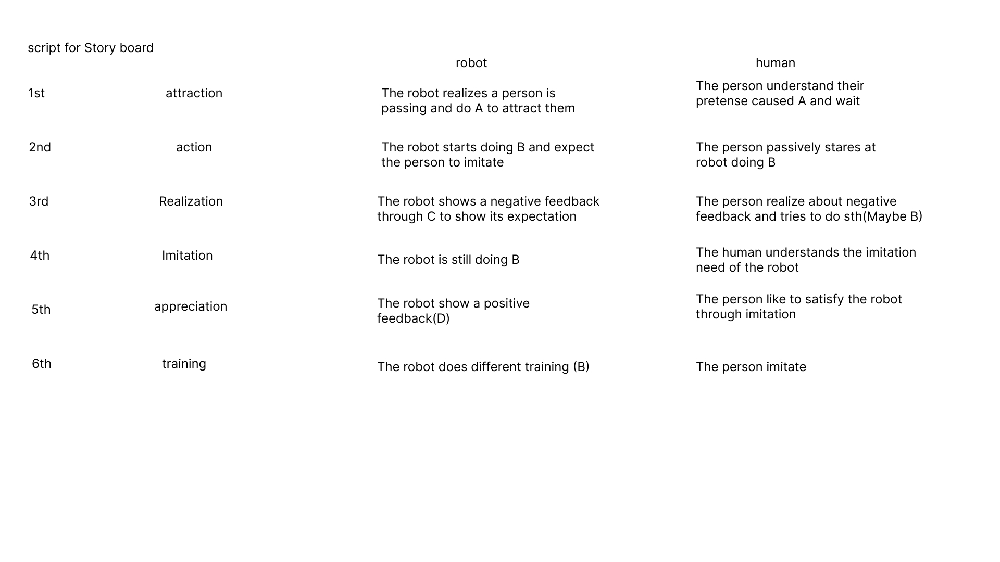 script for Story board
robot
human
1st
attraction
The robot realizes a person is
passing and do A to attract them
The person understand their
pretense caused A and wait
2nd
action
The robot starts doing B and expect
the person to imitate
The person passively stares at
robot doing B
3rd
Realization
The robot shows a negative feedback
through C to show its expectation
The person realize about negative
feedback and tries to do sth(Maybe B)
4th
Imitation
The robot is still doing B
The human understands the imitation
need of the robot
5th
appreciation
The robot show a positive
feedback(D)
The person like to satisfy the robot
through imitation
6th
training
The robot does different training (B)
The person imitate